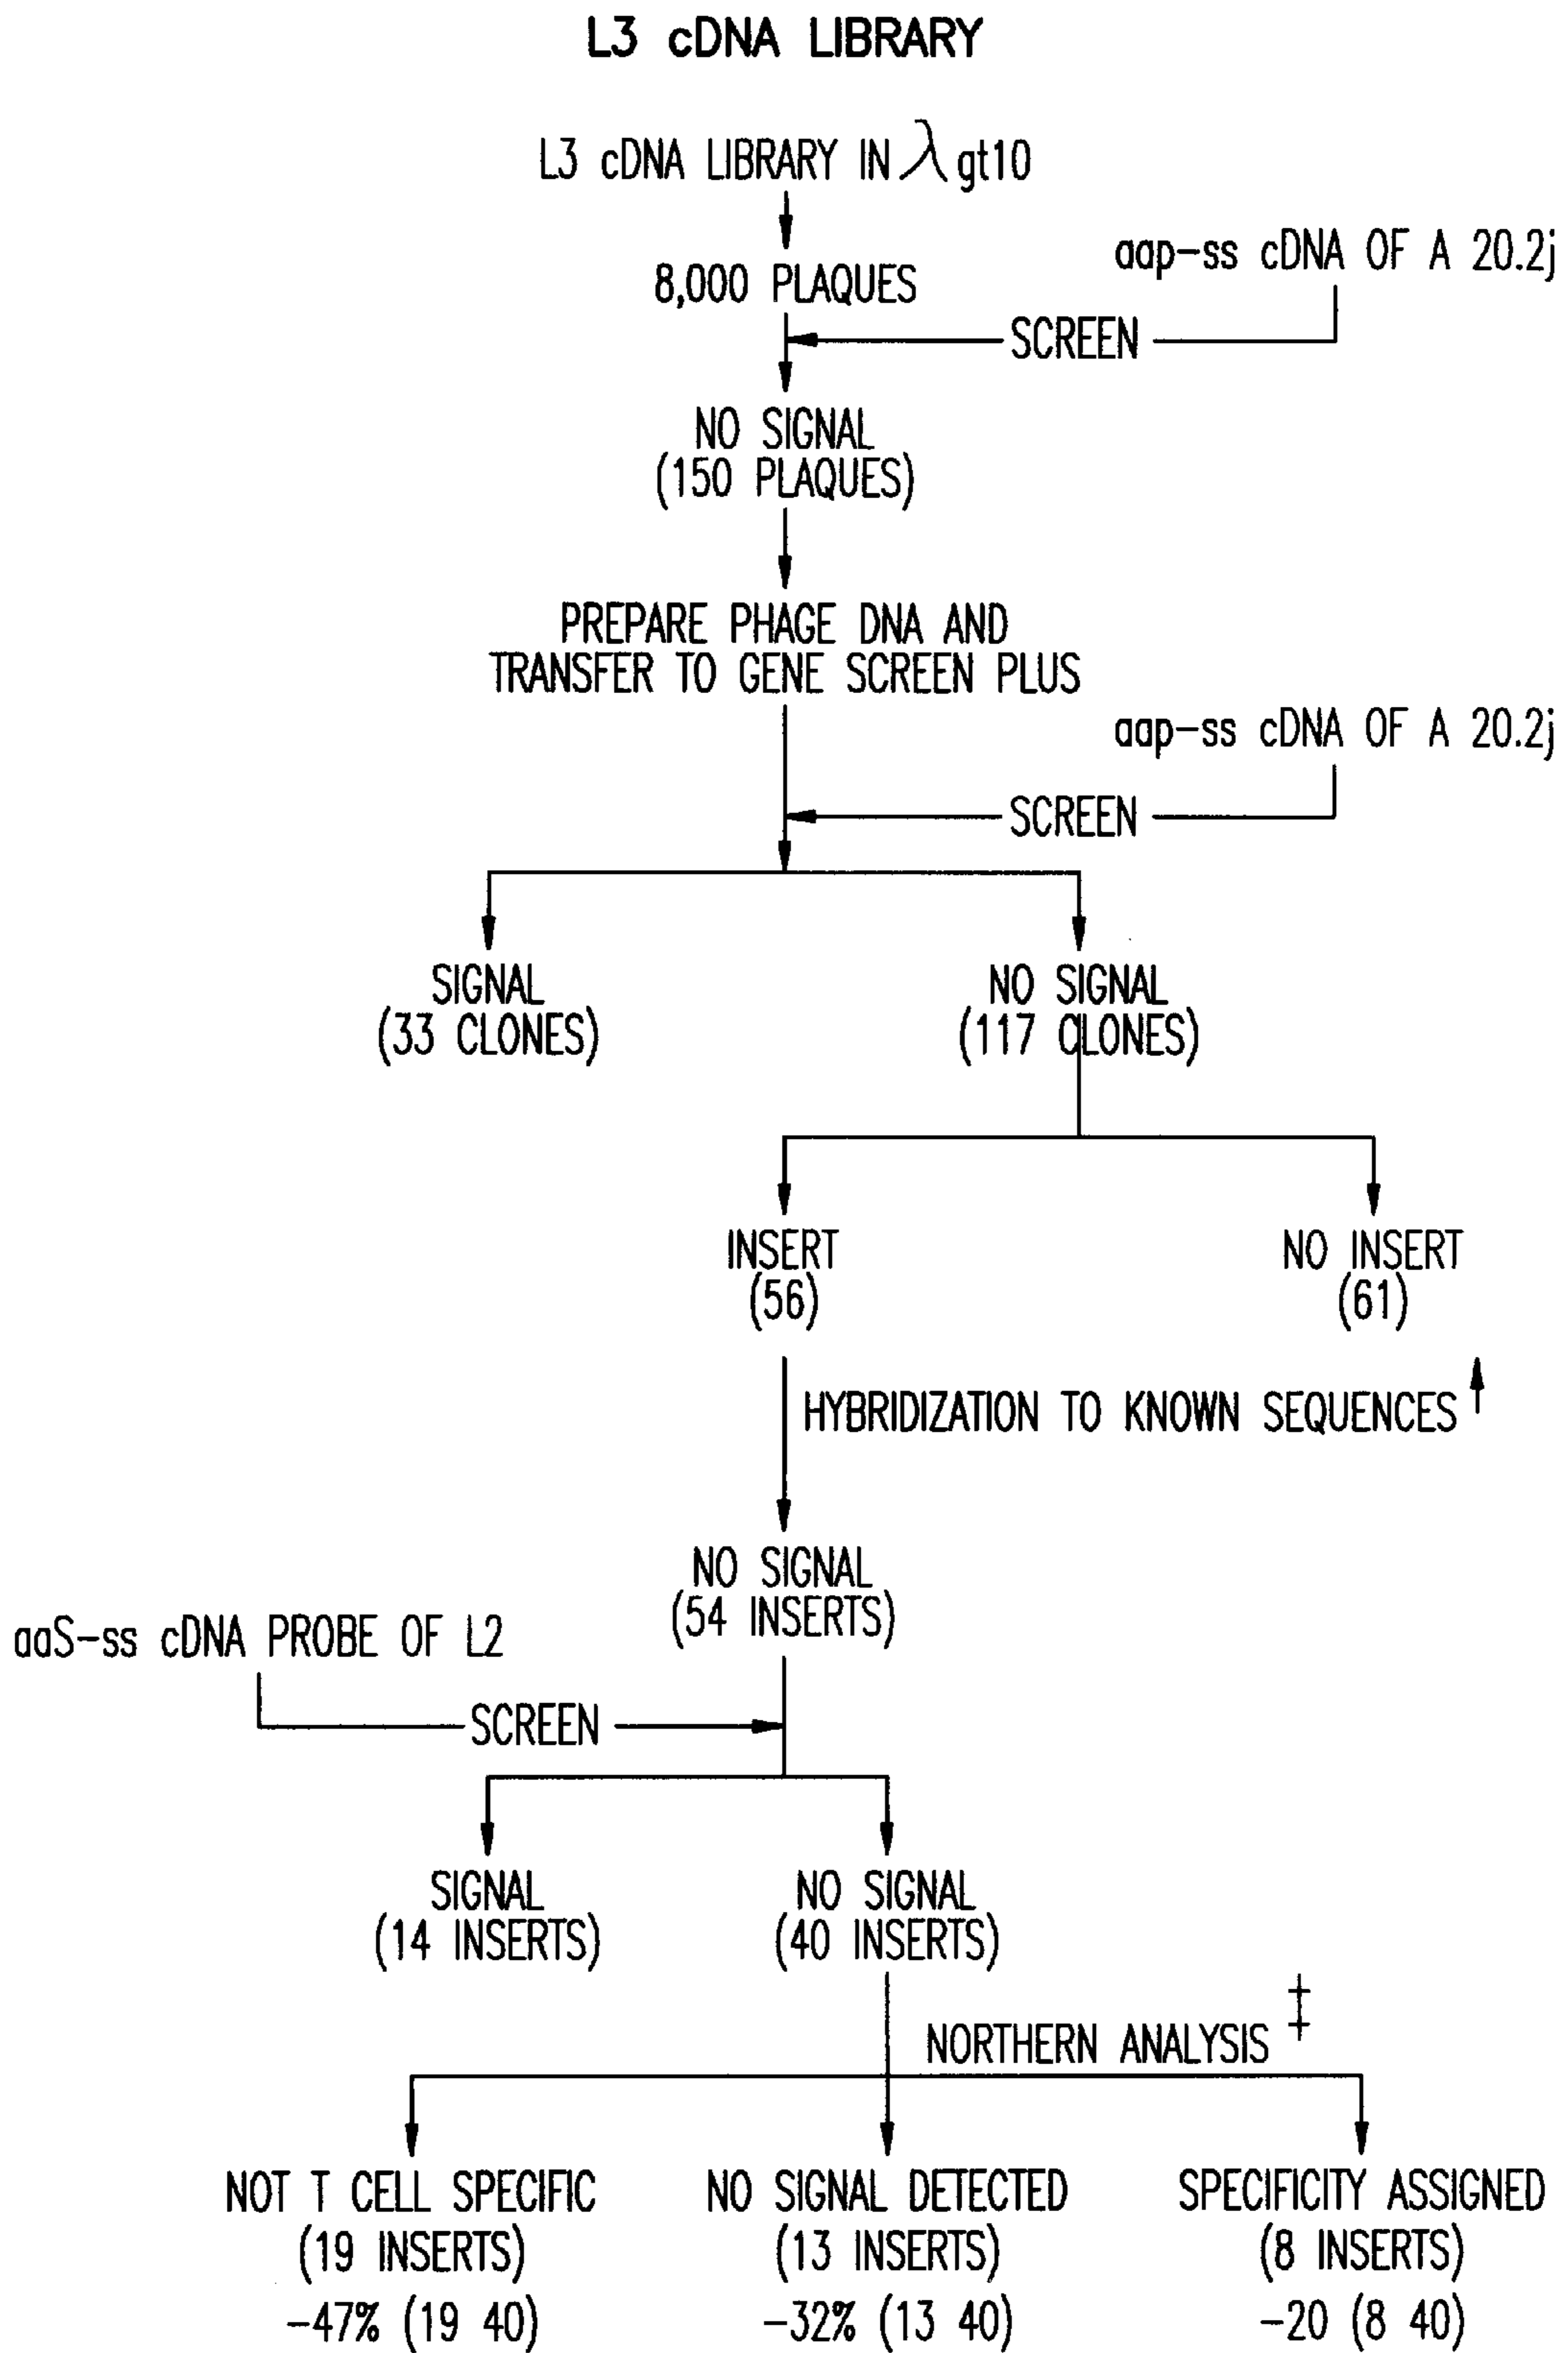 L3 cDNA LIBRARY
L3 cDNA LIBRARY IN λgt10
8,000 PLAQUES
aap-ss cDNA OF A 20.2j
SCREEN
NO SIGNAL
(150 PLAQUES)
PREPARE PHAGE DNA AND
TRANSFER TO GENE SCREEN PLUS
aap-ss cDNA OF A 20.2j
SCREEN
SIGNAL
(33 CLONES)
NO SIGNAL
(117 CLONES)
INSERT
(56)
NO INSERT
(61)
HYBRIDIZATION TO KNOWN SEQUENCES
NO SIGNAL
(54 INSERTS)
aaS-ss cDNA PROBE OF L2
SCREEN
SIGNAL
(14 INSERTS)
NO SIGNAL
(40 INSERTS)
NORTHERN ANALYSIS ‡
NOT T CELL SPECIFIC
(19 INSERTS)
-47% (19 40)
NO SIGNAL DETECTED
(13 INSERTS)
-32% (13 40)
SPECIFICITY ASSIGNED
(8 INSERTS)
-20 (8 40)